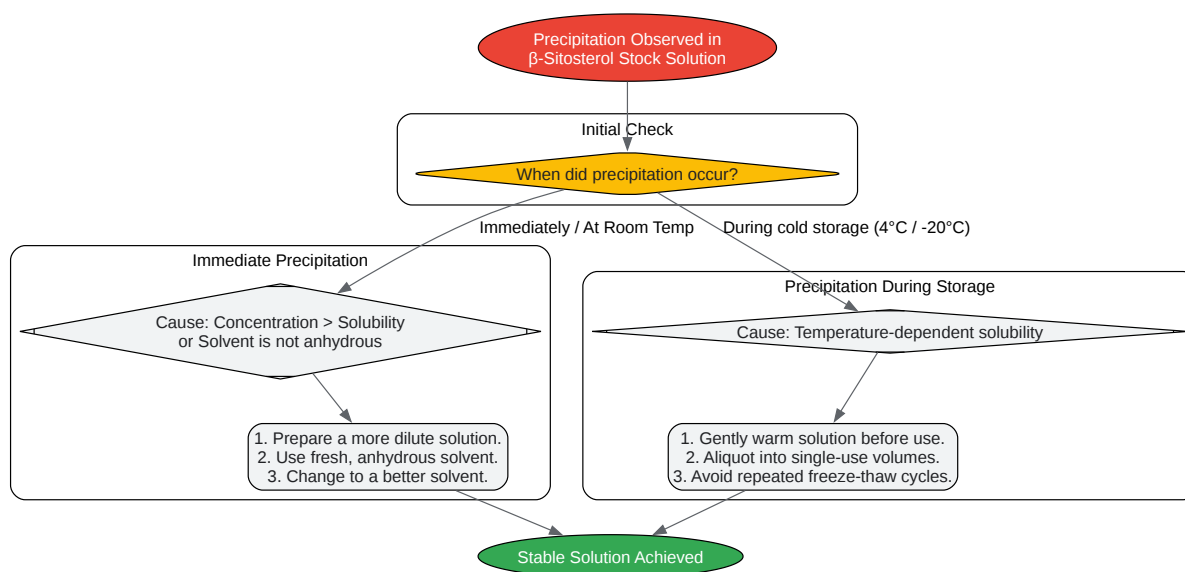 Precipitation Observed in
β-Sitosterol Stock Solution
Initial Check
When did precipitation occur?
Immediately / At Room Temp
During cold storage (4°C / -20°C)
Immediate Precipitation
Cause: Concentration > Solubility
or Solvent is not anhydrous
1. Prepare a more dilute solution.
2. Use fresh, anhydrous solvent.
3. Change to a better solvent.
Precipitation During Storage
Cause: Temperature-dependent solubility
1. Gently warm solution before use.
2. Aliquot into single-use volumes.
3. Avoid repeated freeze-thaw cycles.
Stable Solution Achieved